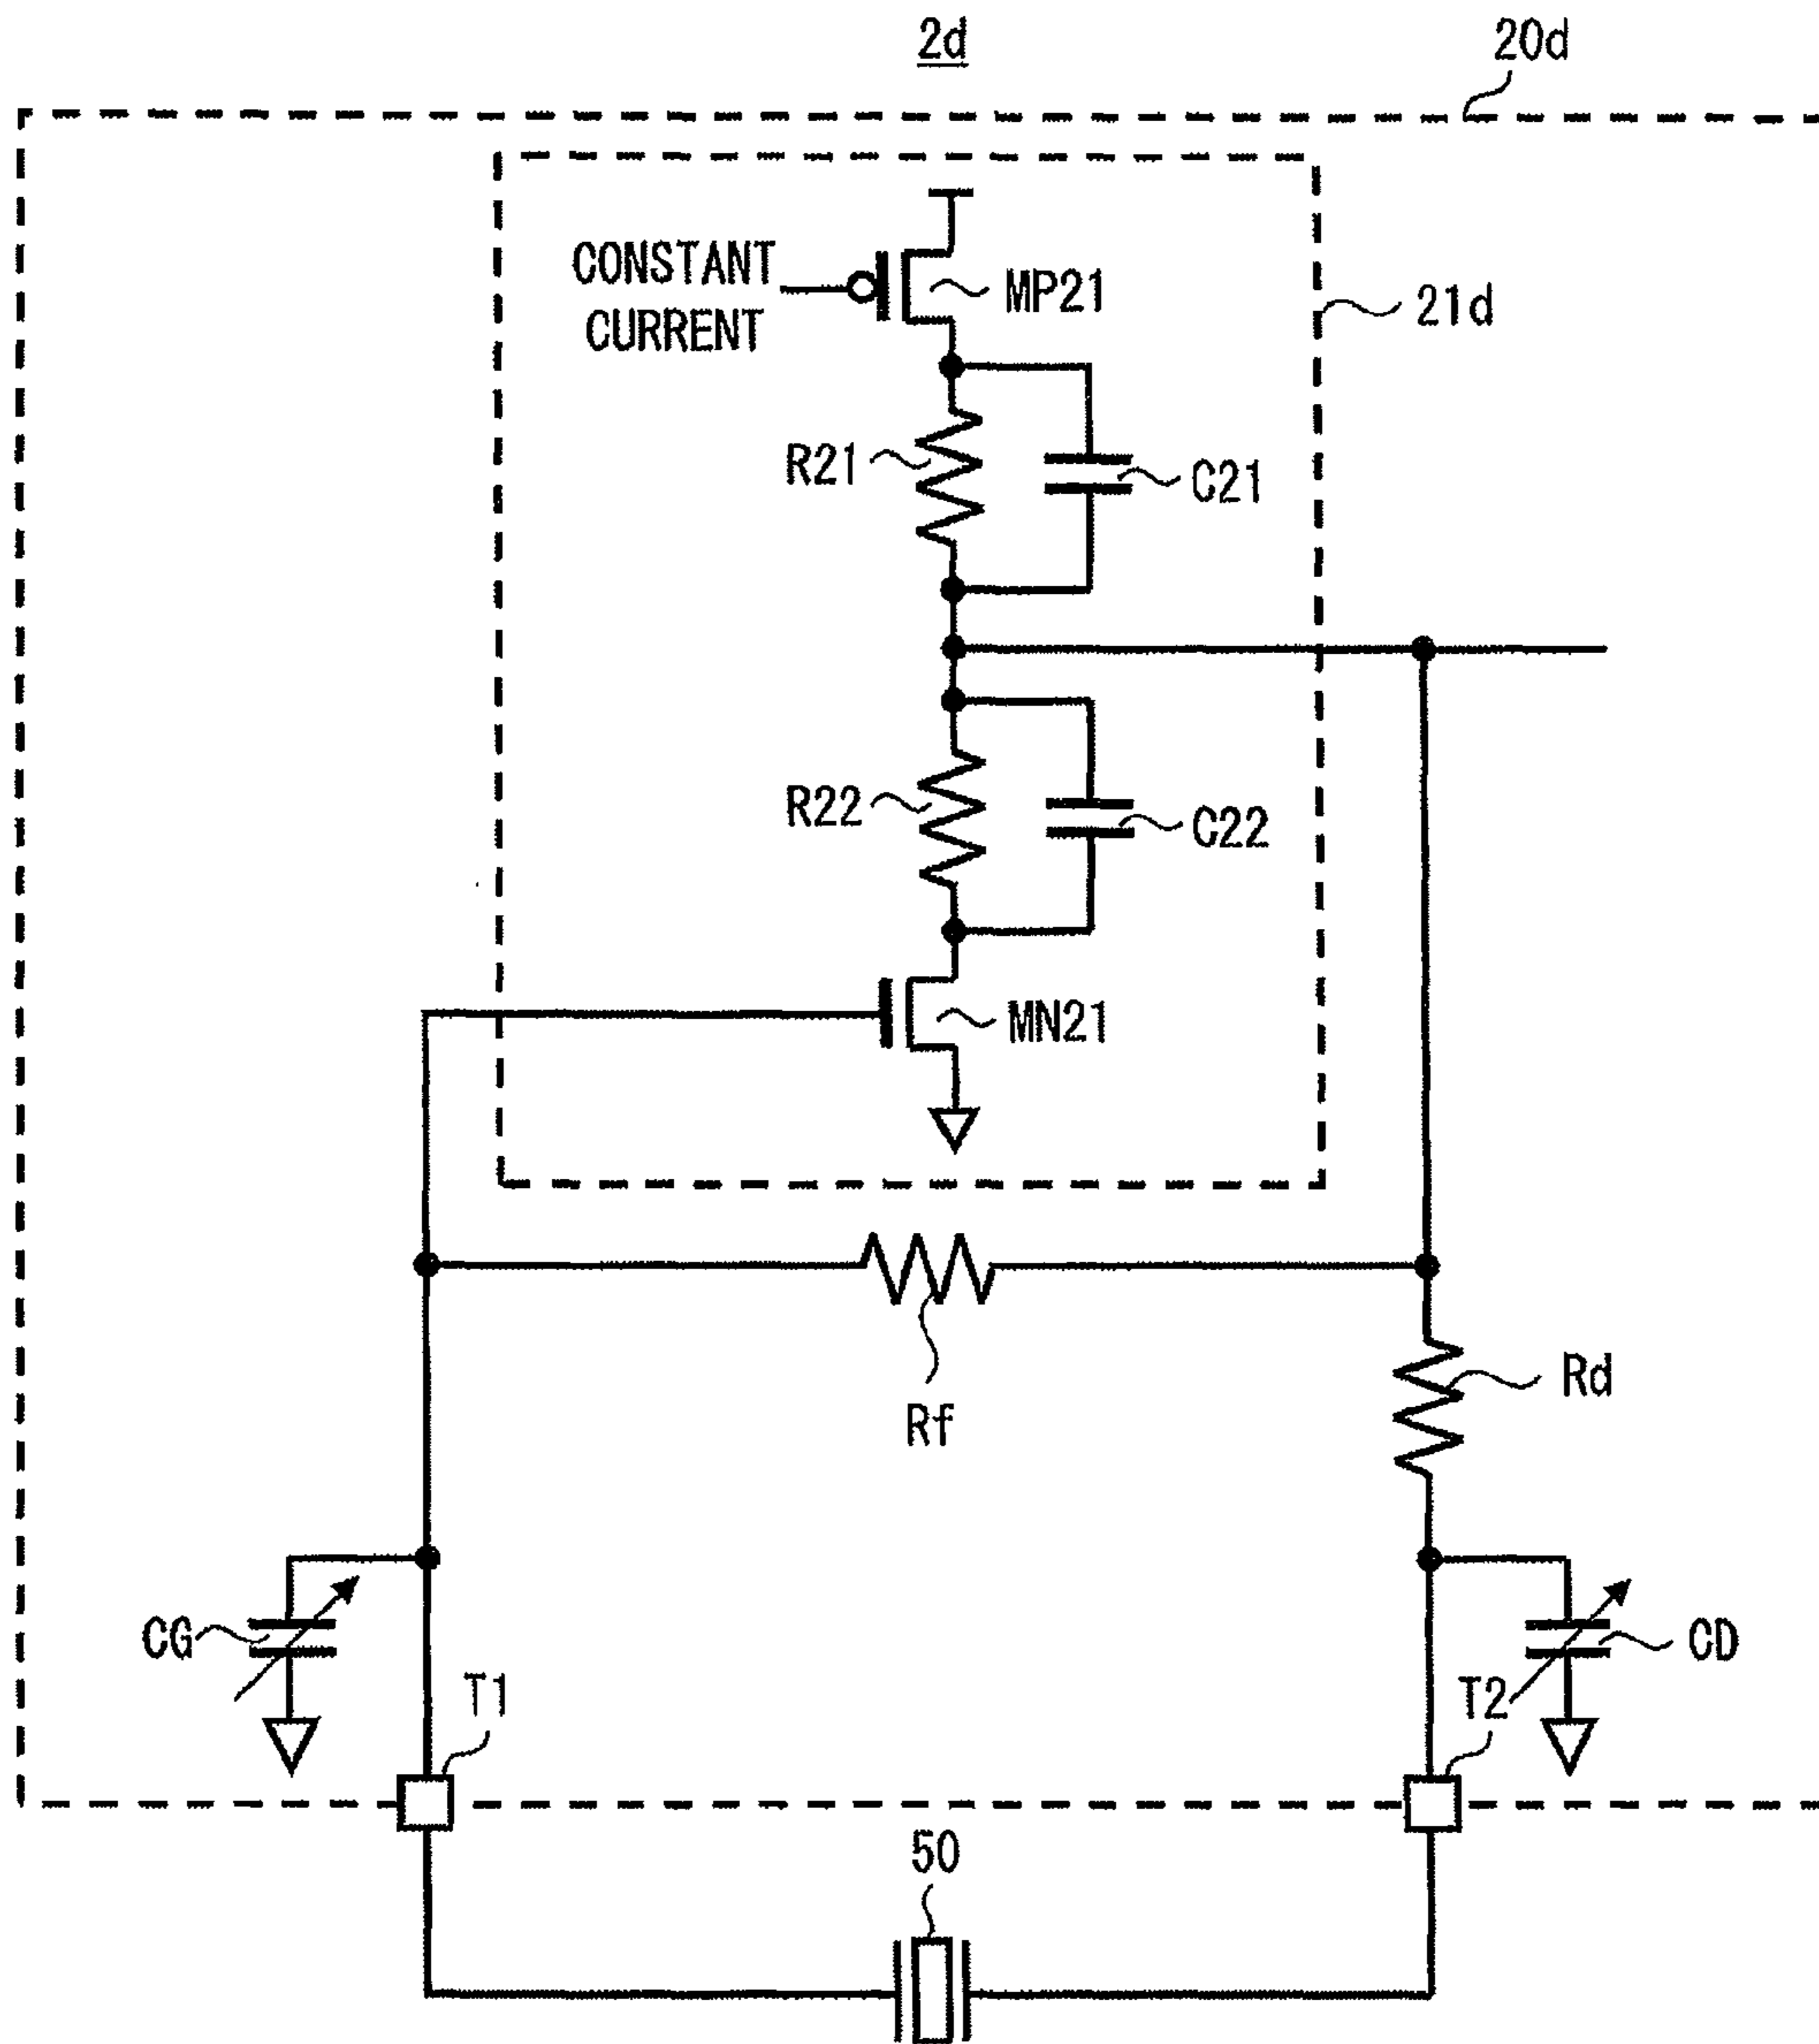 2d
20d
CONSTANT
CURRENT
MP21
21d
R21
C21
R22
C22
MN21
Rf
Rd
CG
CD
T1
T2
50